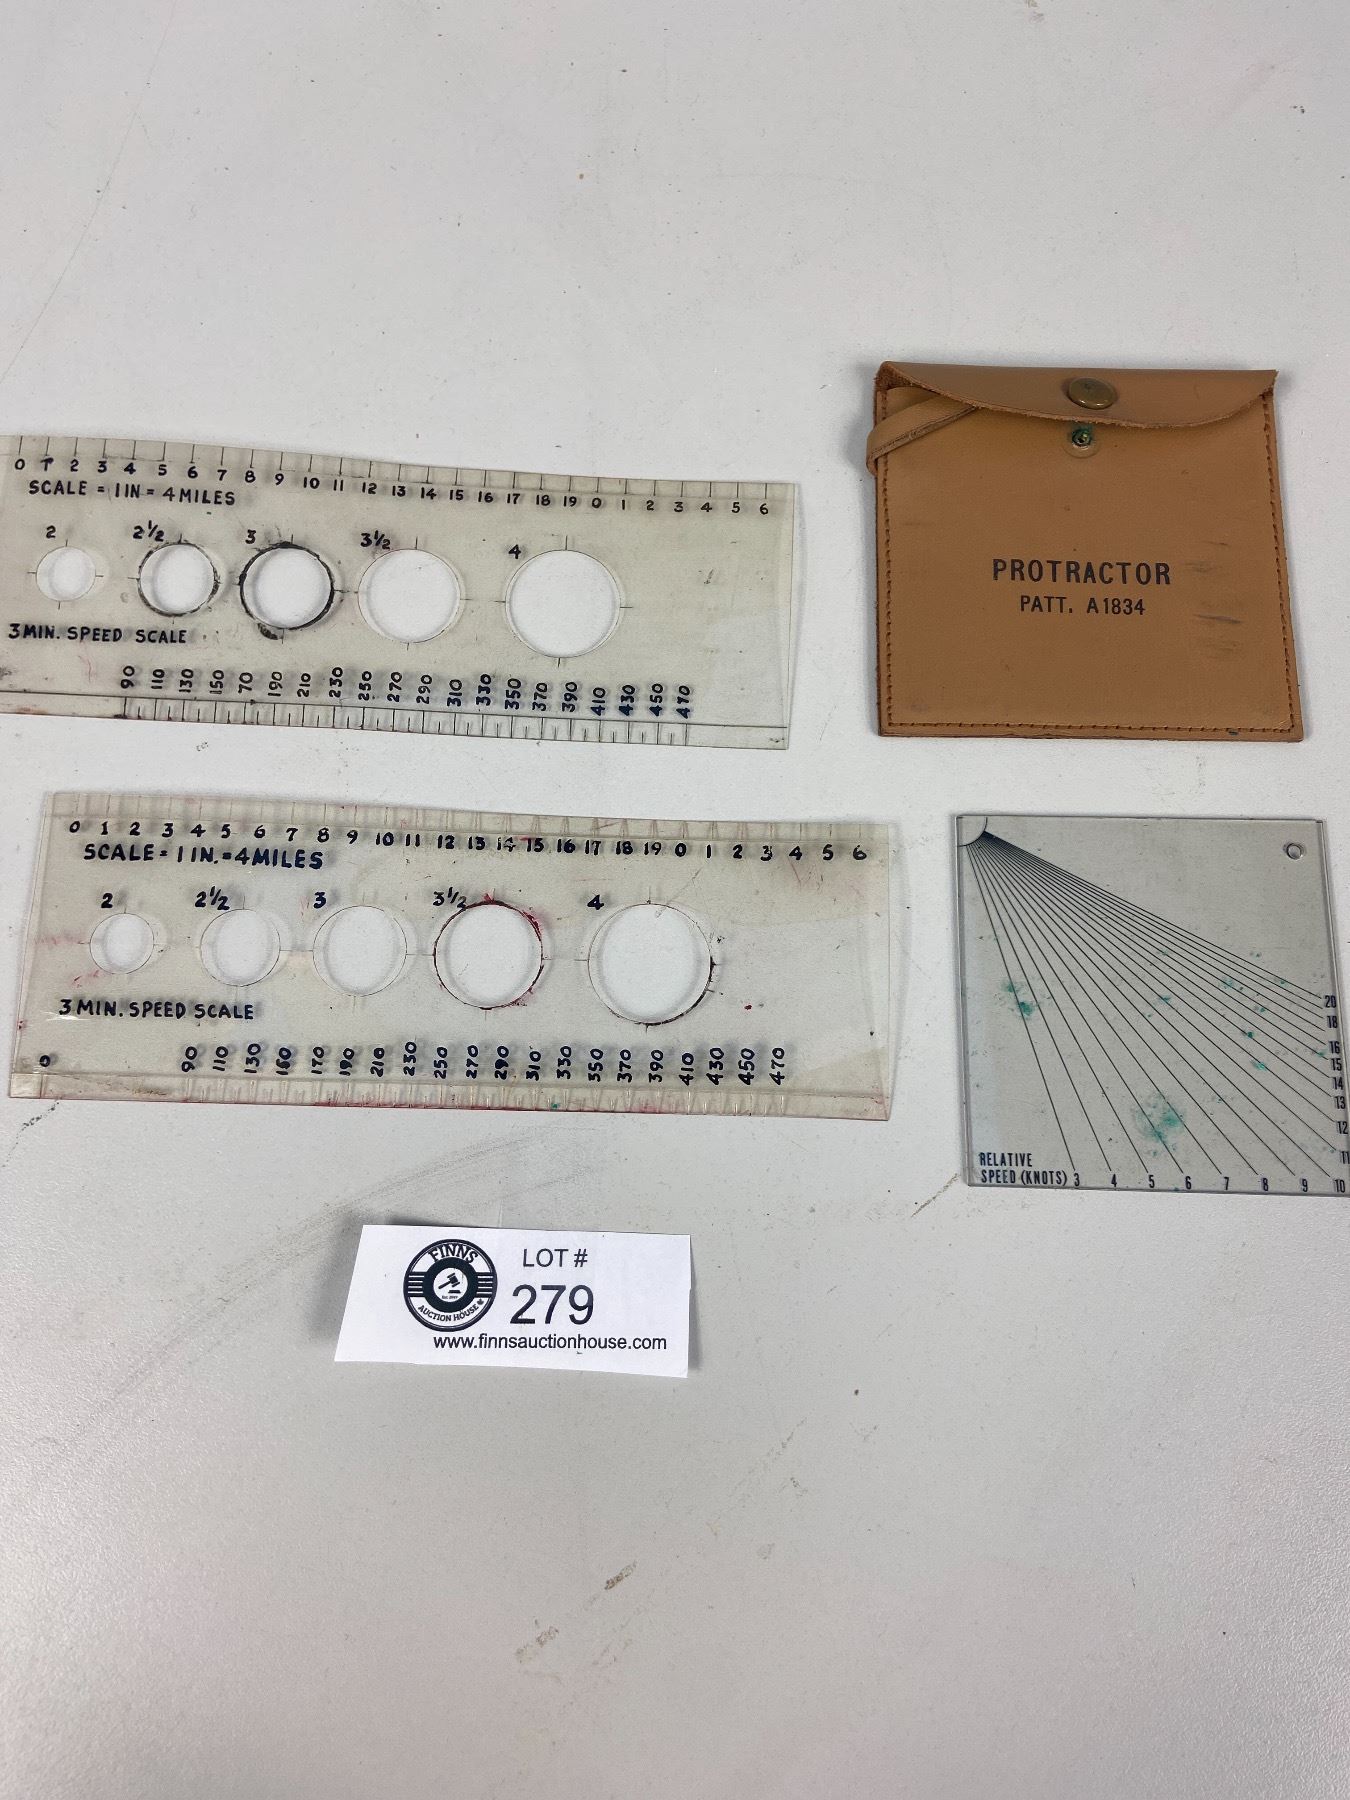 0 1 2 3 4 5 6 7 8 9 10 11 12 13 14 15 16 17 18 19 0 1 2 3 4 5 6
SCALE = 1 IN = 4 MILES
2 2½ 3 3½ 4
3 MIN. SPEED SCALE
90 110 130 150 70 190 210 230 250 270 290 310 330 350 370 390 410 430 450 470
PROTRACTOR
PATT. A1834
0 1 2 3 4 5 6 7 8 9 10 11 12 13 14 15 16 17 18 19 0 1 2 3 4 5 6
SCALE = 1 IN. = 4 MILES
2 2½ 3 3½ 4
3 MIN. SPEED SCALE
0 90 110 130 170 190 210 230 250 270 290 310 330 350 370 390 410 430 450 470
20
18
16
15
14
13
12
11
RELATIVE
SPEED (KNOTS) 3 4 5 6 7 8 9 10
FINNS
AUCTION HOUSE
LOT #
279
www.finnsauctionhouse.com